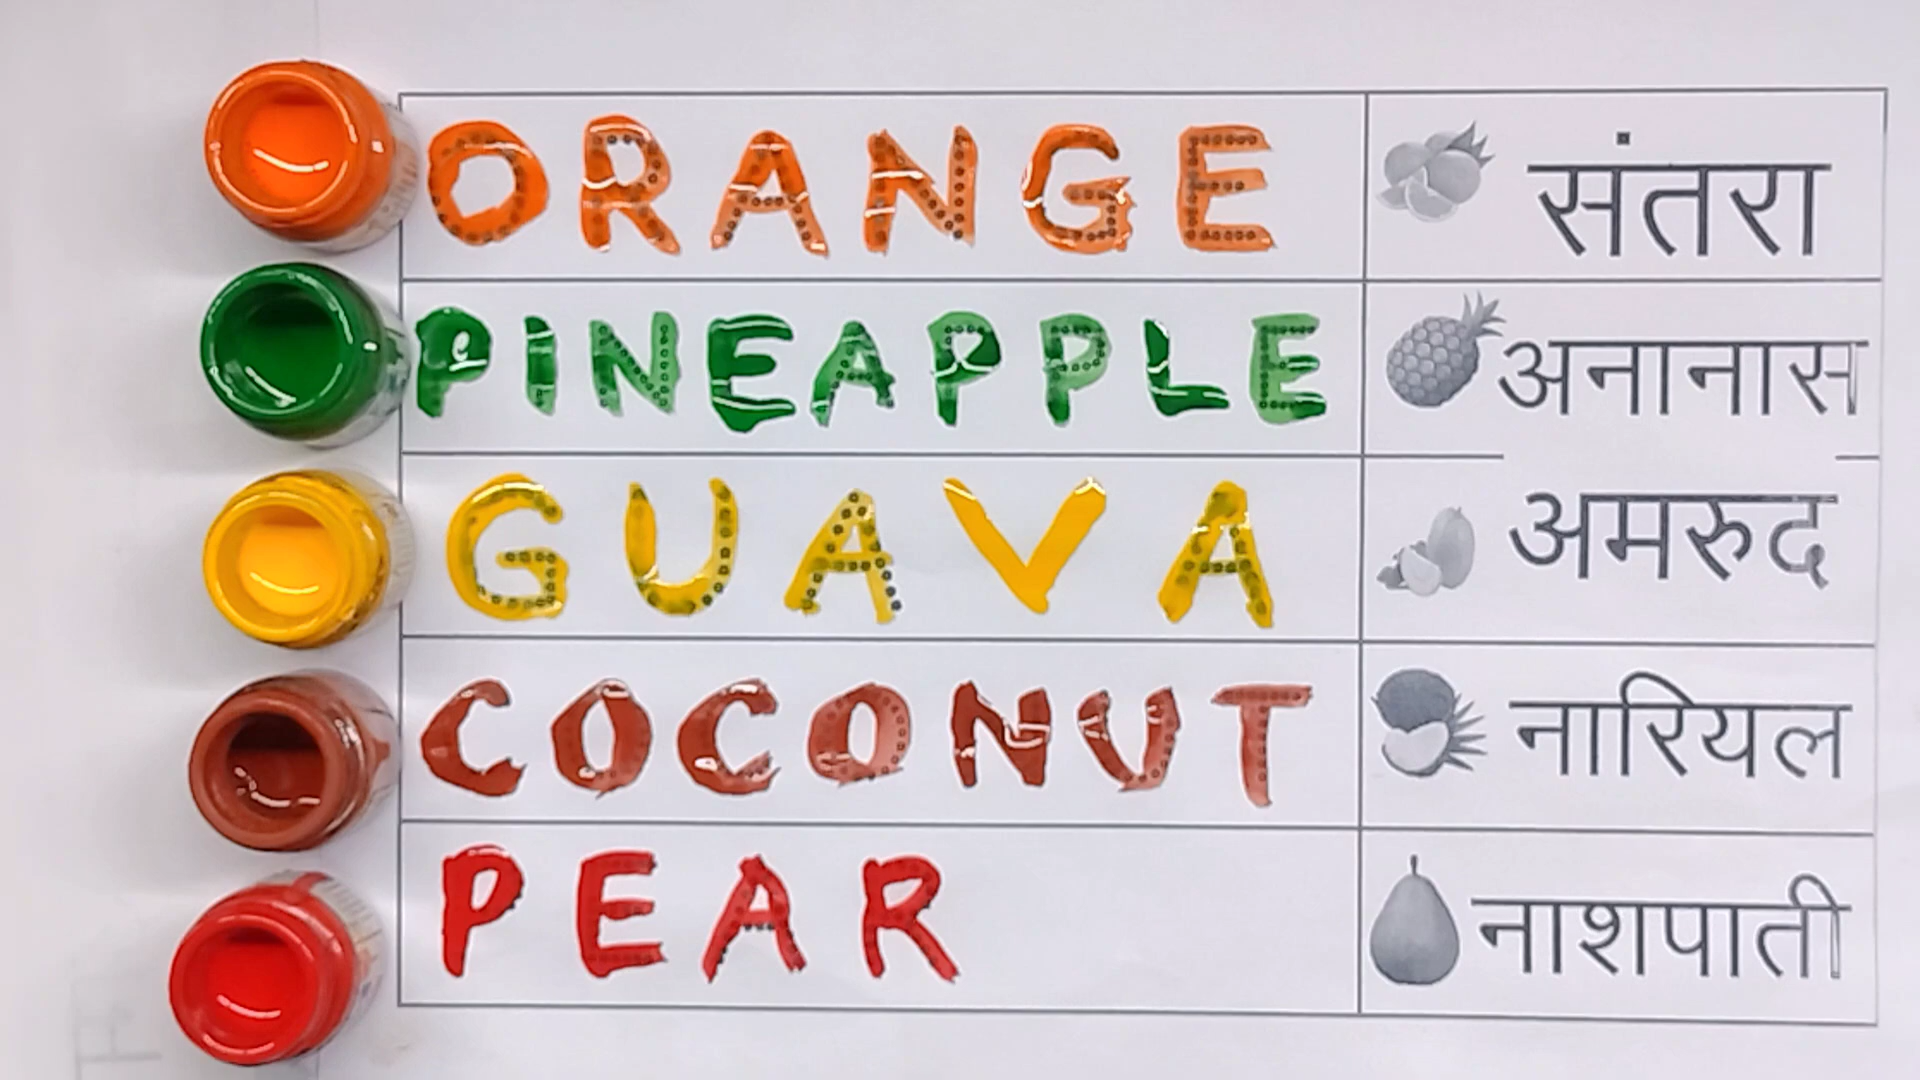 ORANGE संतरा
PINEAPPLE अनानास
GUAVA अमरुद
COCONUT नारियल
PEAR नाशपाती